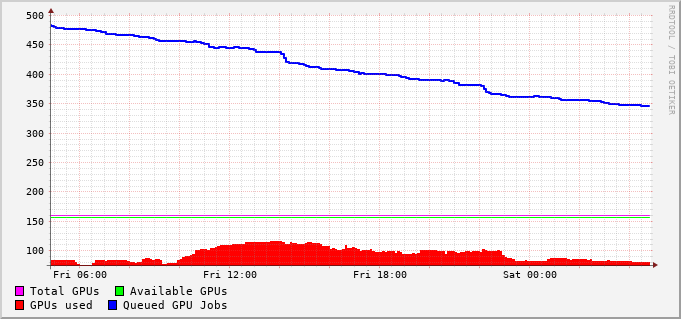 500
450
400
350
300
250
200
150
100
Fri 06:00 Fri 12:00 Fri 18:00 Sat 00:00
Total GPUs Available GPUs
GPUs used Queued GPU Jobs
RRDTOOL / TOBI OETIKER